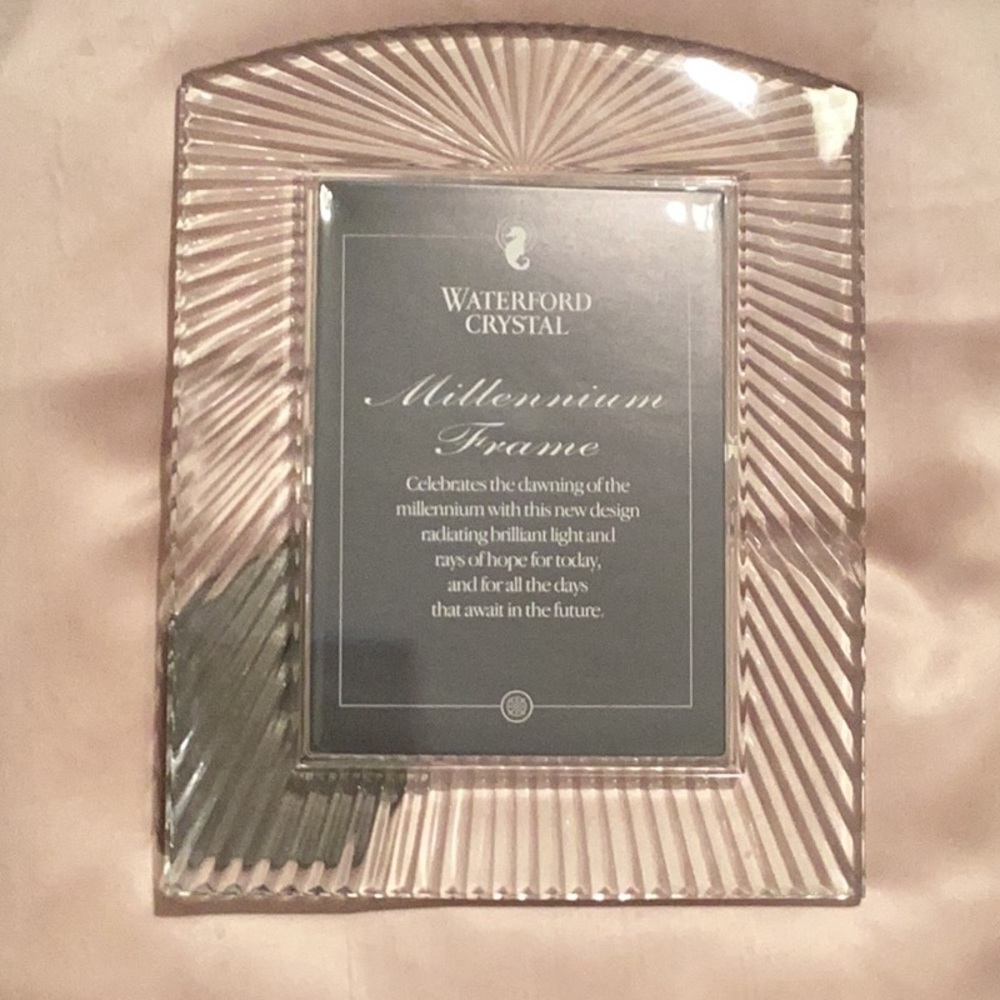 WATERFORD
CRYSTAL
Millennium
Frame
Celebrates the dawning of the
millennium with this new design
radiating brilliant light and
rays of hope for today,
and for all the days
that await in the future.